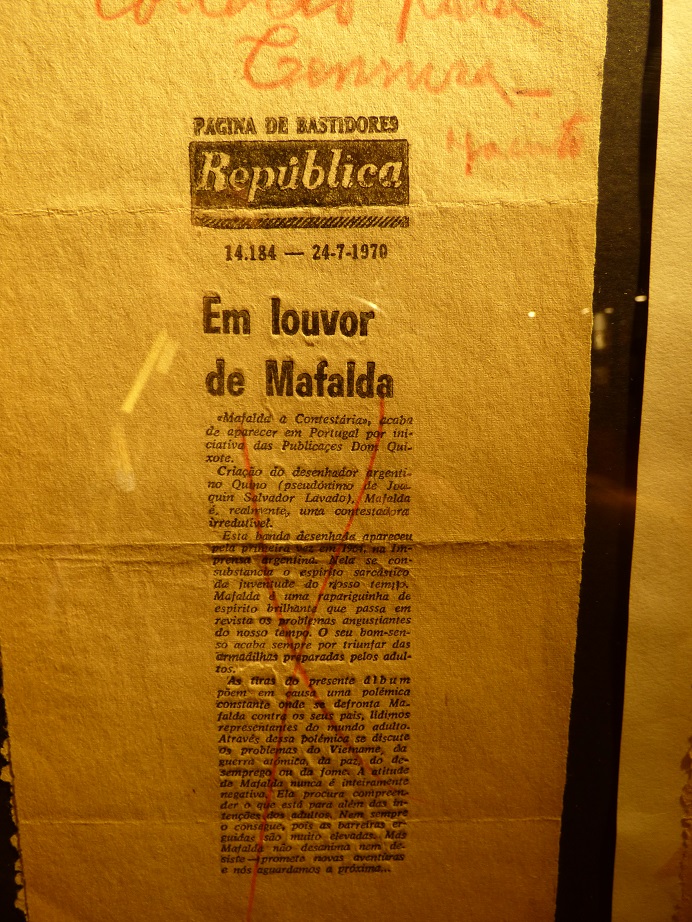 pela
Censura
PÁGINA DE BASTIDORES
República
14.184 — 24-7-1970
Em louvor
de Mafalda
«Mafalda a Contestária», acaba
de aparecer em Portugal por ini-
ciativa das Publicações Dom Qui-
xote.
Criação do desenhador argenti-
no Quino (pseudónimo de Joa-
quin Salvador Lavado), Mafalda
é, realmente, uma contestadora
irredutível.
Esta banda desenhada apareceu
pela primeira vez em na im-
prensa argentina. Nela se con-
substancia o espírito sarcástico
da juventude do nosso tempo.
Mafalda é uma rapariguinha de
espírito brilhante que passa em
revista os problemas angustiantes
do nosso tempo. O seu bom-sen-
so acaba sempre por triunfar das
armadilhas preparadas pelos adul-
tos.
As tiras do presente álbum
põem em causa uma polémica
constante onde se defronta Ma-
falda contra os seus pais, lídimos
representantes do mundo adulto.
Através dessa polémica se discute
os problemas do Vietname, da
guerra atómica, da paz, do de-
semprego ou da fome. A atitude
de Mafalda nunca é inteiramente
negativa. Ela procura compreen-
der o que está para além das in-
tenções dos adultos. Nem sempre
o consegue, pois as barreiras er-
guidas são muito elevadas. Mas
Mafalda não desanima nem de-
siste — promete novas aventuras
e nós aguardamos a próxima...